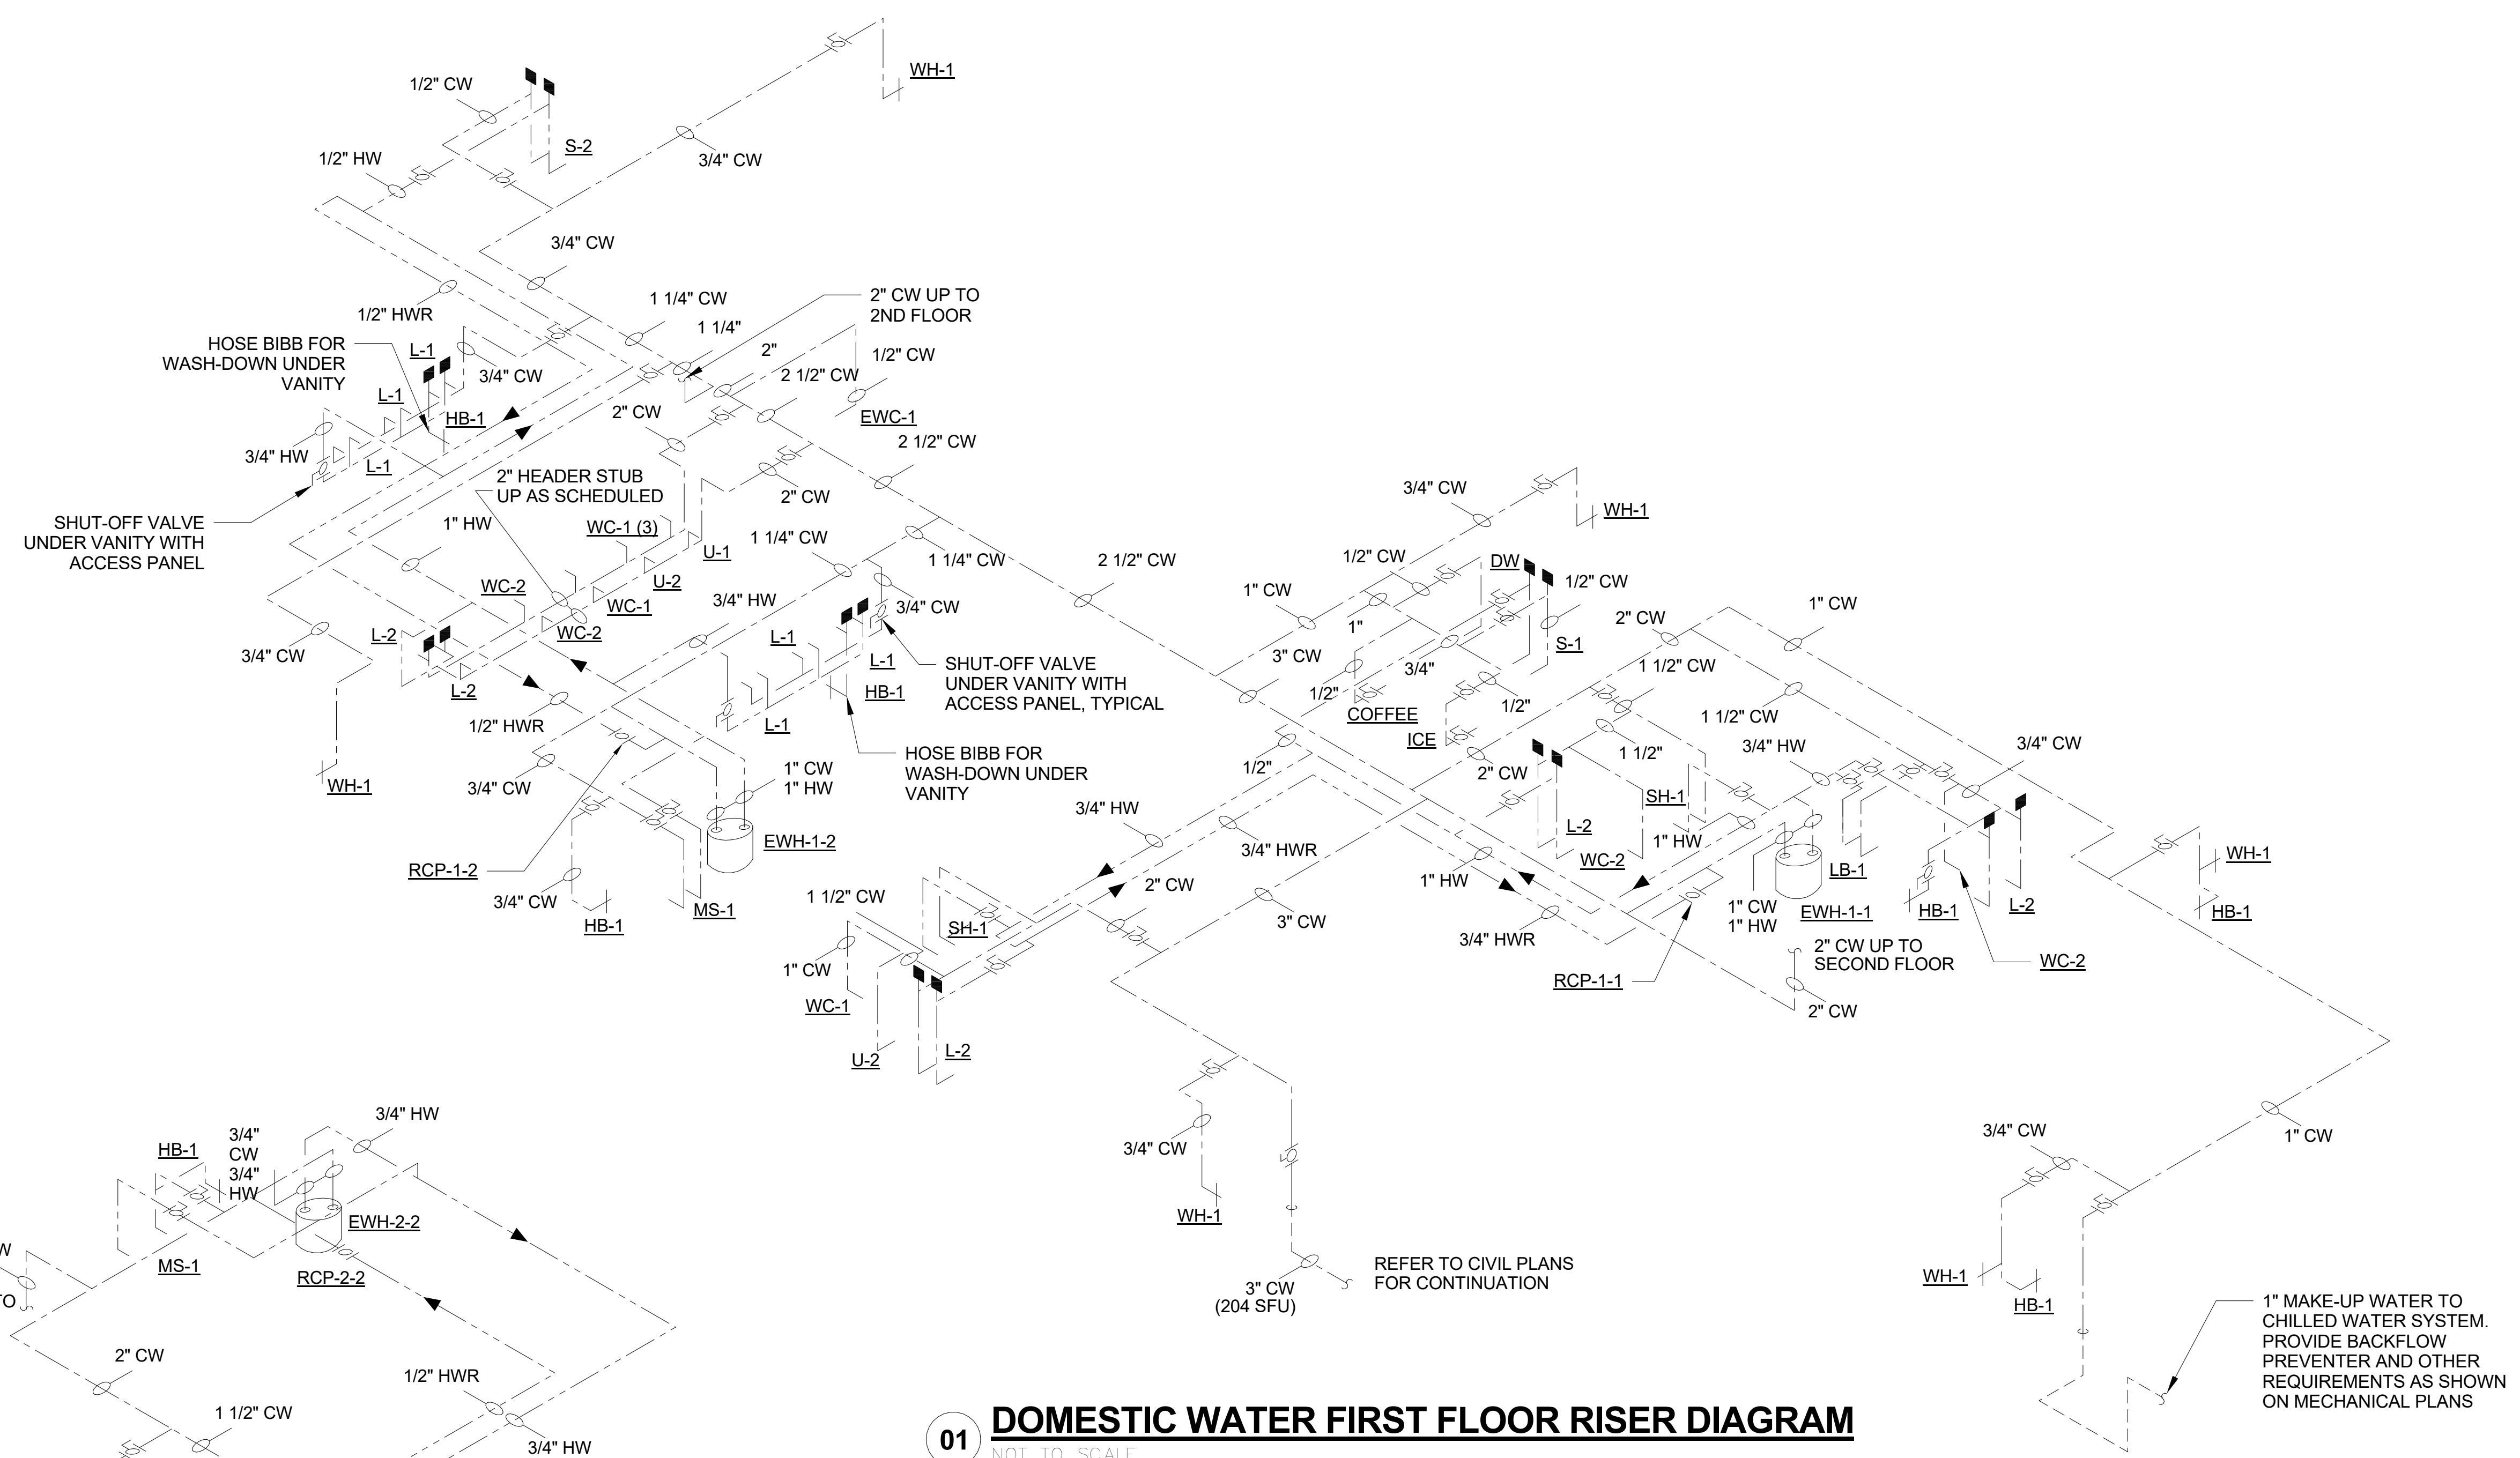 WH-1
1/2" CW
S-2
3/4" CW
1/2" HW
3/4" CW
1/2" HWR
1 1/4" CW
1 1/4"
2" CW UP TO
2ND FLOOR
HOSE BIBB FOR
WASH-DOWN UNDER
VANITY
L-1
3/4" CW
2"
1/2" CW
2 1/2" CW
L-1
HB-1
2" CW
EWC-1
2 1/2" CW
3/4" HW
L-1
2" HEADER STUB
UP AS SCHEDULED
2" CW
SHUT-OFF VALVE
UNDER VANITY WITH
ACCESS PANEL
1" HW
WC-1 (3)
U-1
1 1/4" CW
1 1/4" CW
2 1/2" CW
U-2
WC-2
WC-1
3/4" HW
3/4" CW
L-2
WC-2
L-1
L-1
3/4" CW
L-2
HB-1
SHUT-OFF VALVE
UNDER VANITY WITH
ACCESS PANEL, TYPICAL
1/2" HWR
L-1
WH-1
3/4" CW
1" CW
1" HW
HOSE BIBB FOR
WASH-DOWN UNDER
VANITY
EWH-1-2
RCP-1-2
3/4" CW
HB-1
MS-1
3/4" CW
WH-1
1/2" CW
DW
1/2" CW
1" CW
1"
S-1
2" CW
1" CW
3" CW
3/4"
1 1/2" CW
1/2"
1/2"
COFFEE
ICE
1 1/2" CW
1/2"
2" CW
1 1/2"
3/4" HW
3/4" CW
SH-1
3/4" HW
L-2
1" HW
3/4" HWR
WC-2
1" HW
LB-1
WH-1
1 1/2" CW
2" CW
1" CW
1" HW
EWH-1-1
HB-1
L-2
HB-1
SH-1
3" CW
3/4" HWR
2" CW UP TO
SECOND FLOOR
WC-2
1" CW
RCP-1-1
WC-1
2" CW
U-2
L-2
3/4" CW
WH-1
3" CW
(204 SFU)
REFER TO CIVIL PLANS
FOR CONTINUATION
3/4" CW
1" CW
WH-1
HB-1
1" MAKE-UP WATER TO
CHILLED WATER SYSTEM.
PROVIDE BACKFLOW
PREVENTER AND OTHER
REQUIREMENTS AS SHOWN
ON MECHANICAL PLANS
3/4" HW
HB-1
3/4"
CW
3/4"
HW
EWH-2-2
MS-1
RCP-2-2
TO
2" CW
1 1/2" CW
1/2" HWR
3/4" HW
01
DOMESTIC WATER FIRST FLOOR RISER DIAGRAM
NOT TO SCALE